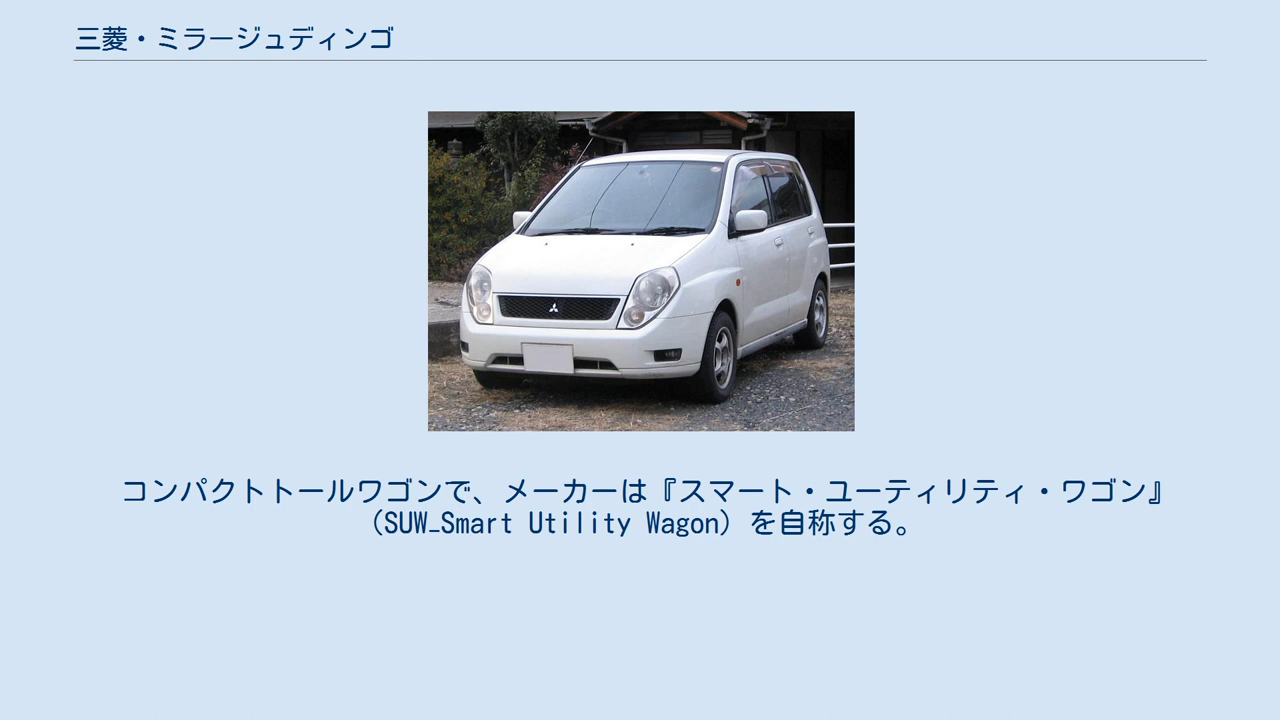 三菱・ミラージュディンゴ
コンパクトトールワゴンで、メーカーは『スマート・ユーティリティ・ワゴン』
（SUW_Smart Utility Wagon）を自称する。